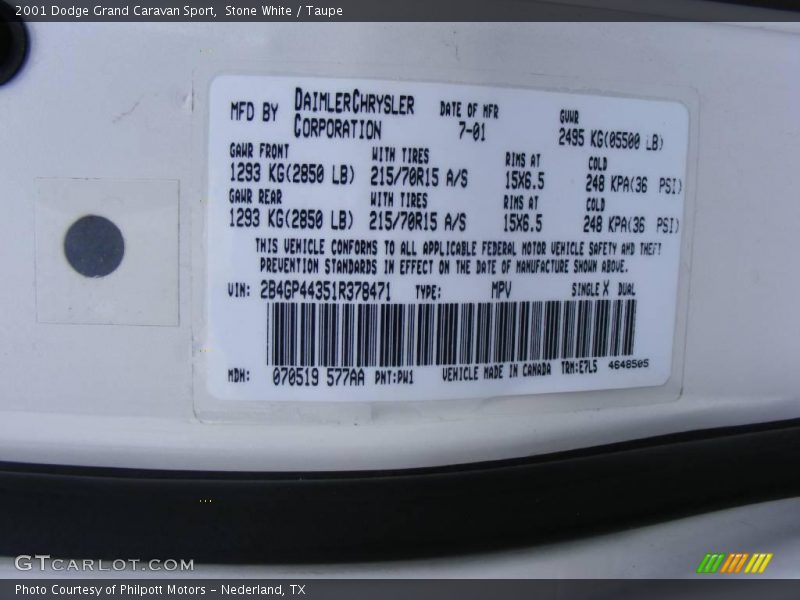 2001 Dodge Grand Caravan Sport,  Stone White / Taupe
MFD BY DAIMLERCHRYSLER CORPORATION DATE OF MFR 7-01 GVWR 2495 KG(05500 LB)
GAWR FRONT WITH TIRES RIMS AT COLD
1293 KG(2850 LB) 215/70R15 A/S 15X6.5 248 KPA(36 PSI)
GAWR REAR WITH TIRES RIMS AT COLD
1293 KG(2850 LB) 215/70R15 A/S 15X6.5 248 KPA(36 PSI)
THIS VEHICLE CONFORMS TO ALL APPLICABLE FEDERAL MOTOR VEHICLE SAFETY AND THEFT
PREVENTION STANDARDS IN EFFECT ON THE DATE OF MANUFACTURE SHOWN ABOVE.
VIN: 2B4GP44351R378471 TYPE: MPV SINGLE X DUAL
MDH: 070519 577AA PNT:PW1 VEHICLE MADE IN CANADA TRM:E7L5 4648505
GTCARLOT.COM
Photo Courtesy of Philpott Motors - Nederland, TX